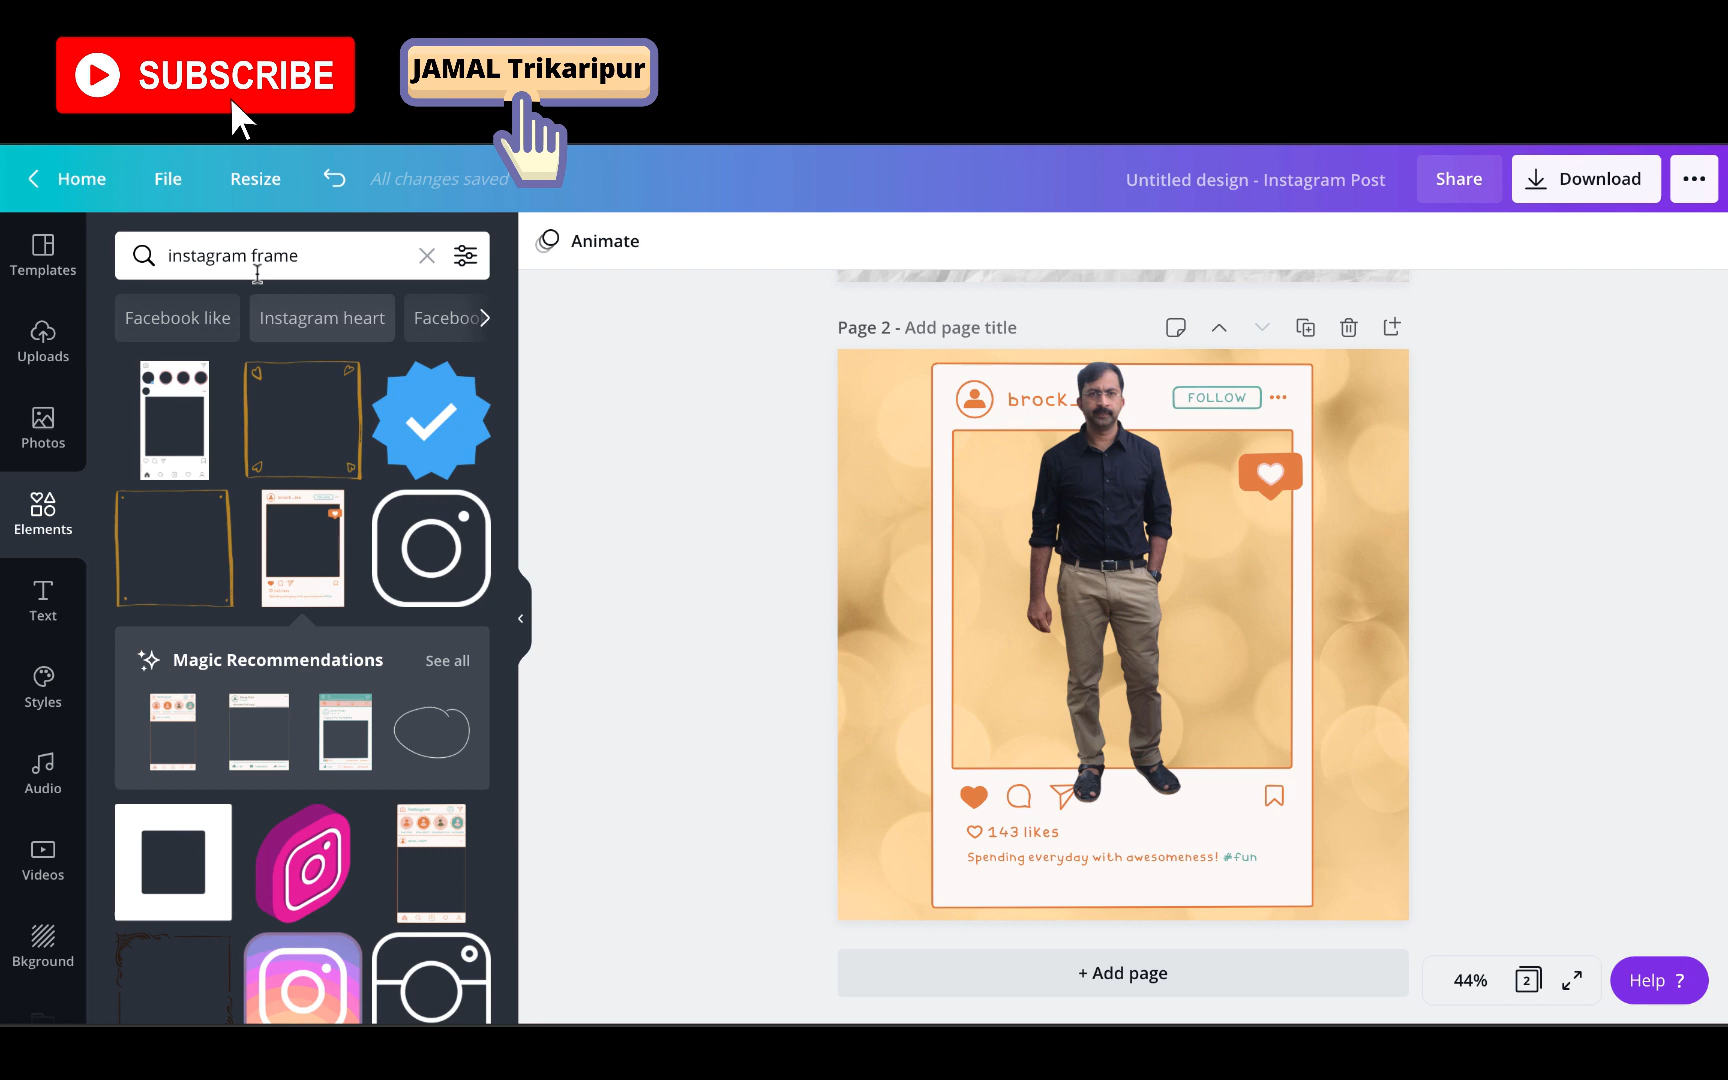 SUBSCRIBE
JAMAL Trikaripur
Home
File
Resize
All changes saved
Untitled design - Instagram Post
Share
Download
Templates
Uploads
Photos
Elements
Text
Styles
Audio
Videos
Bkground
instagram frame
Facebook like
Instagram heart
Faceboo
Magic Recommendations
See all
Animate
Page 2 - Add page title
brock_
FOLLOW
143 likes
Spending everyday with awesomeness! #fun
+ Add page
44%
2
Help ?